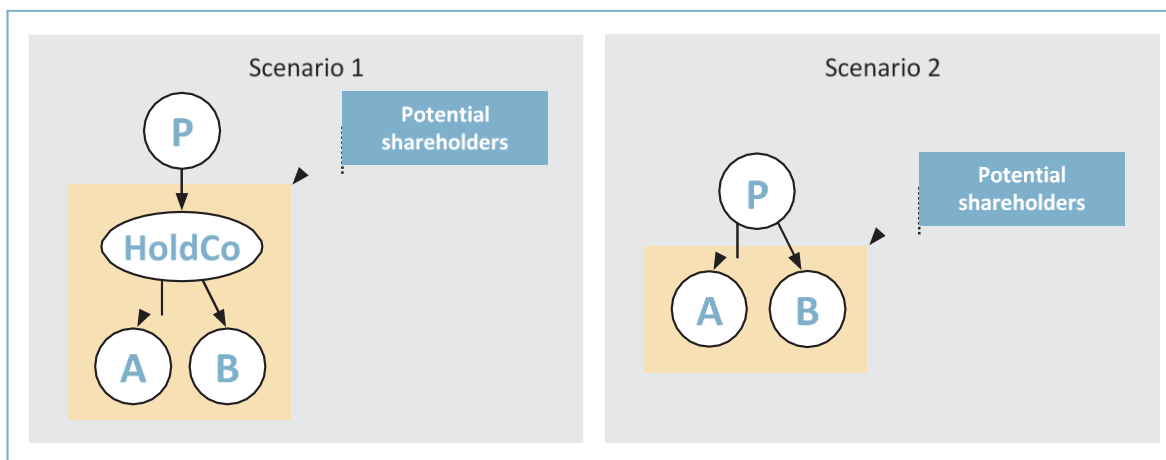 Scenario 1
Potential
shareholders
P
HoldCo
A
B
Scenario 2
Potential
shareholders
P
A
B